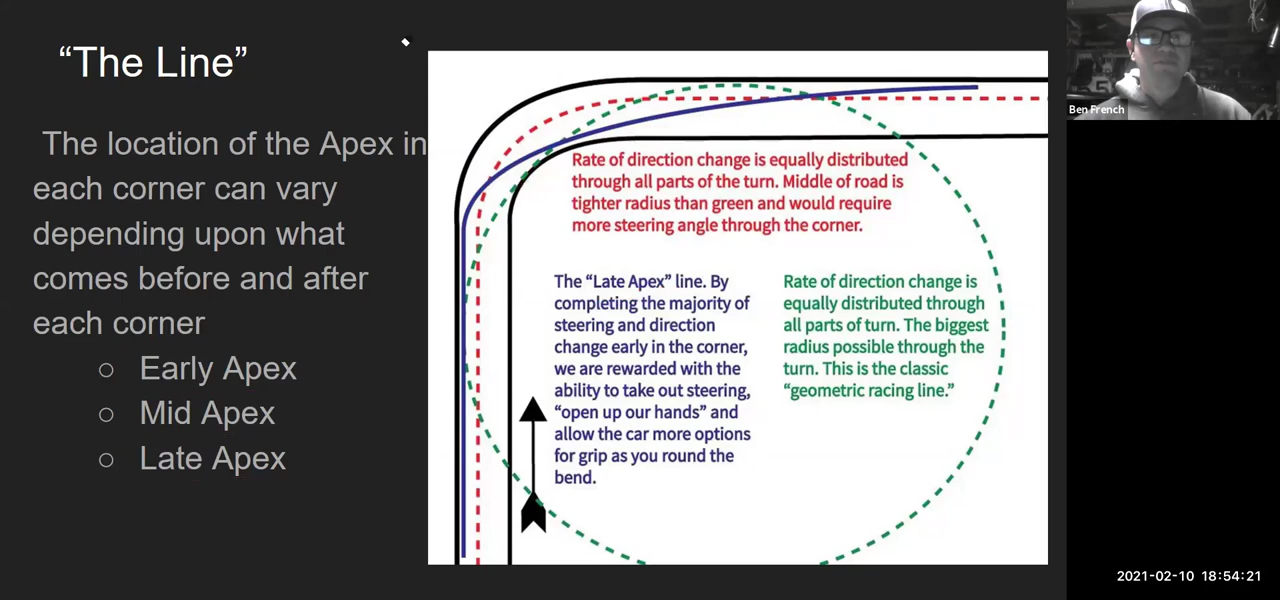 “The Line”
The location of the Apex in
each corner can vary
depending upon what
comes before and after
each corner
○ Early Apex
○ Mid Apex
○ Late Apex
Rate of direction change is equally distributed
through all parts of the turn. Middle of road is
tighter radius than green and would require
more steering angle through the corner.
The “Late Apex” line. By
completing the majority of
steering and direction
change early in the corner,
we are rewarded with the
ability to take out steering,
“open up our hands” and
allow the car more options
for grip as you round the
bend.
Rate of direction change is
equally distributed through
all parts of turn. The biggest
radius possible through the
turn. This is the classic
“geometric racing line.”
Ben French
2021-02-10 18:54:21